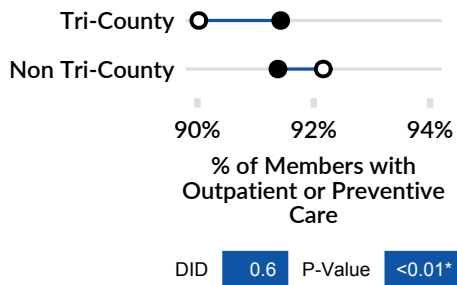 Tri-County
Non Tri-County
90% 92% 94%
% of Members with
Outpatient or Preventive
Care
DID 0.6 P-Value <0.01*